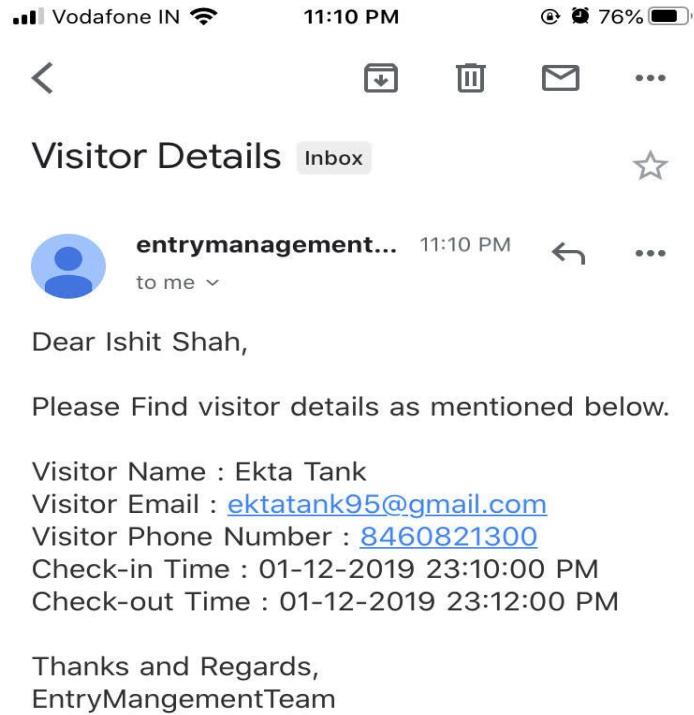 Vodafone IN 11:10 PM 76%
Visitor Details Inbox
entrymanagement... 11:10 PM
to me
Dear Ishit Shah,
Please Find visitor details as mentioned below.
Visitor Name : Ekta Tank
Visitor Email : ektatank95@gmail.com
Visitor Phone Number : 8460821300
Check-in Time : 01-12-2019 23:10:00 PM
Check-out Time : 01-12-2019 23:12:00 PM
Thanks and Regards,
EntryMangementTeam